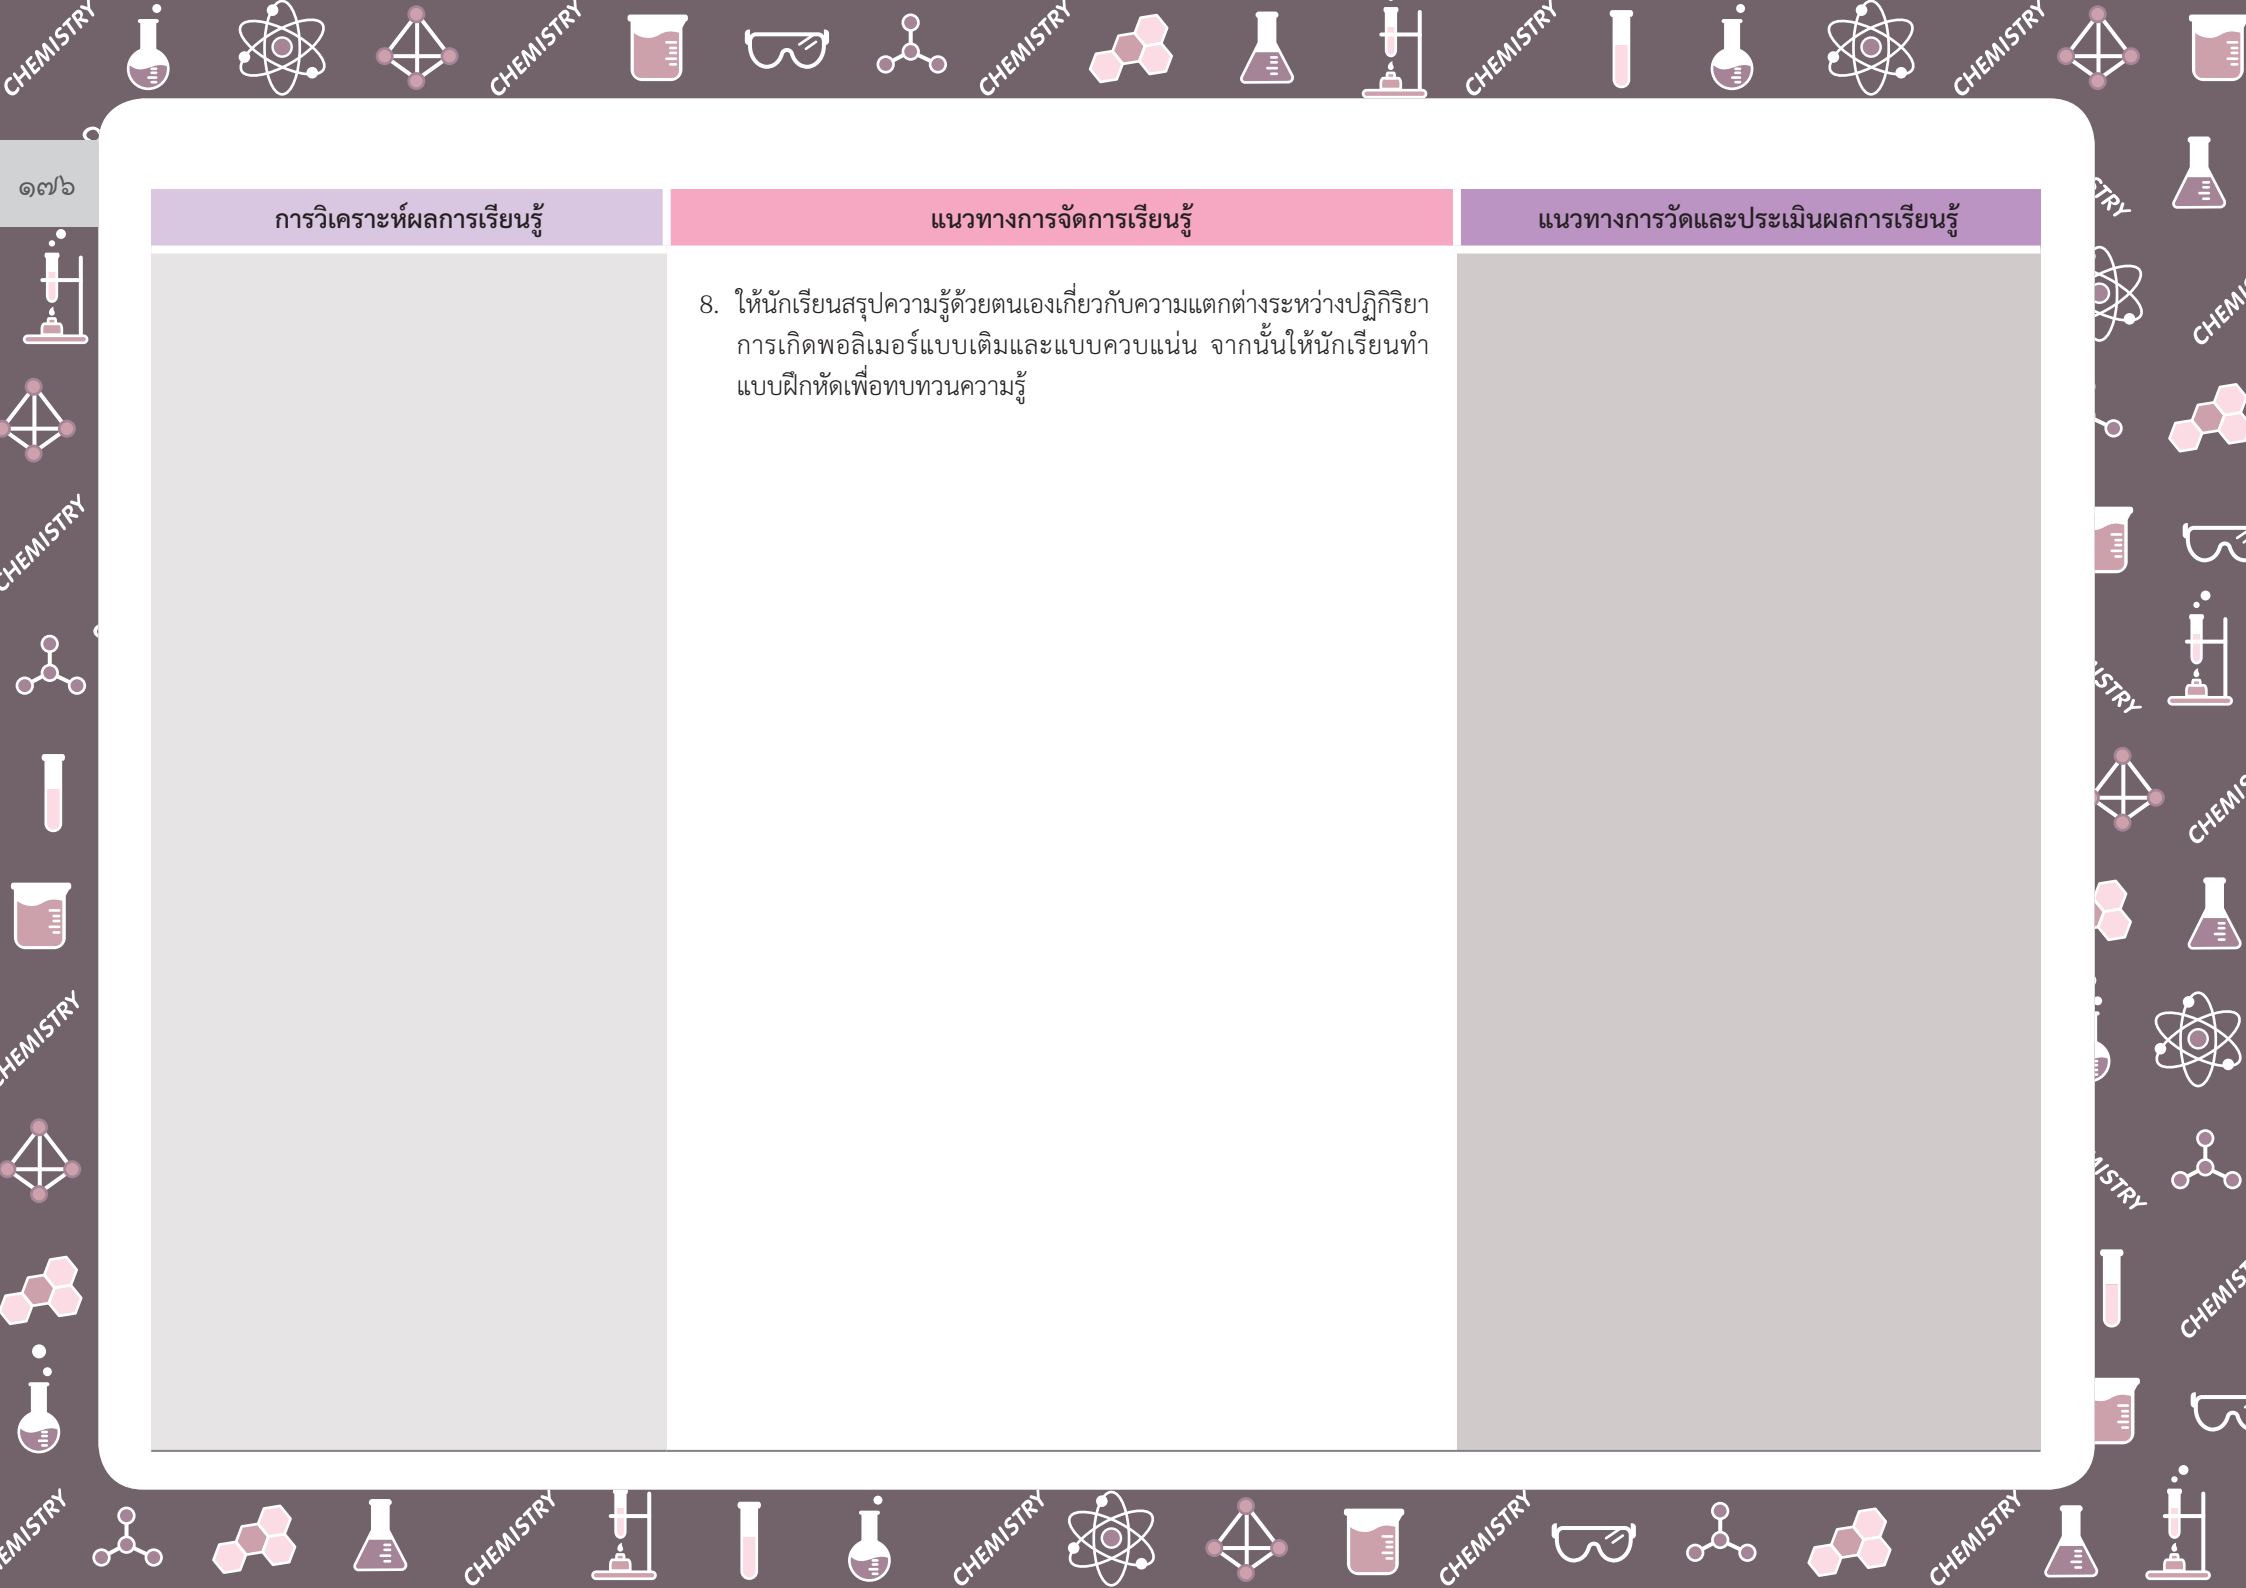 CHEMISTRY CHEMISTRY CHEMISTRY CHEMISTRY CHEMISTRY
๑๗๖
การวิเคราะห์ผลการเรียนรู้ แนวทางการจัดการเรียนรู้ แนวทางการวัดและประเมินผลการเรียนรู้
8. ให้นักเรียนสรุปความรู้ด้วยตนเองเกี่ยวกับความแตกต่างระหว่างปฏิกิริยา
การเกิดพอลิเมอร์แบบเติมและแบบควบแน่น จากนั้นให้นักเรียนทำ
แบบฝึกหัดเพื่อทบทวนความรู้
CHEMISTRY CHEMISTRY CHEMISTRY CHEMISTRY